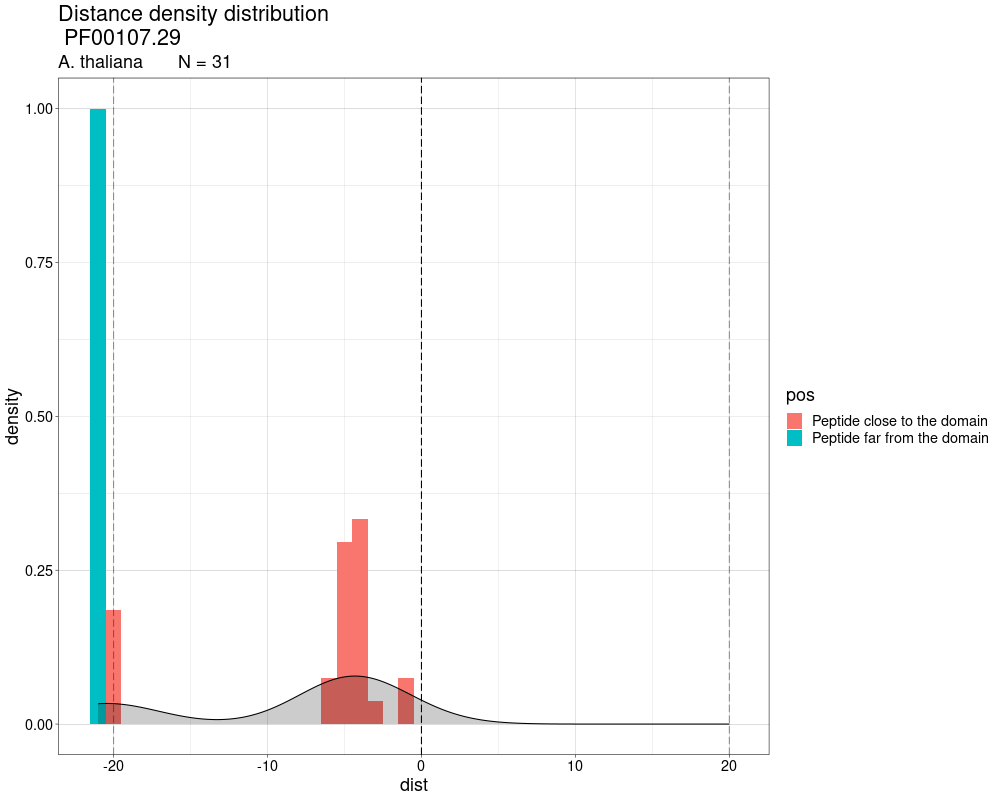 Distance density distribution
PF00107.29
A. thaliana N = 31
1.00
0.75
0.50
0.25
0.00
density
-20 -10 0 10 20
dist
pos
Peptide close to the domain
Peptide far from the domain